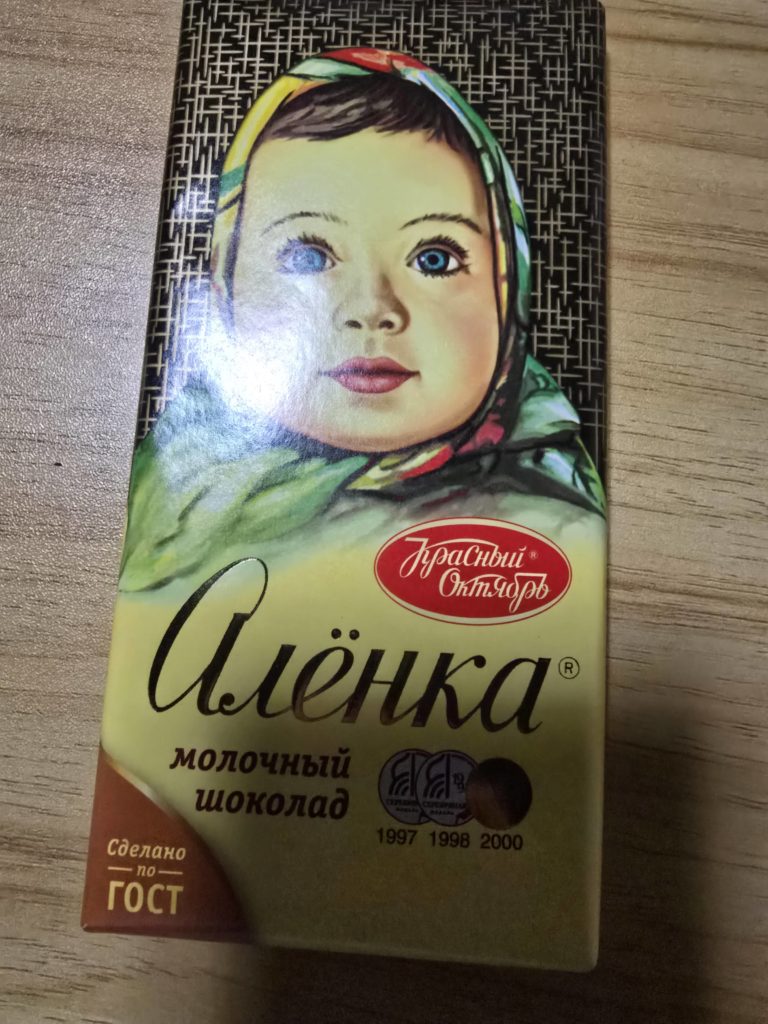 Красный®
Октябрь
Алёнка®
молочный
шоколад
1997 1998 2000
Сделано
по
ГОСТ